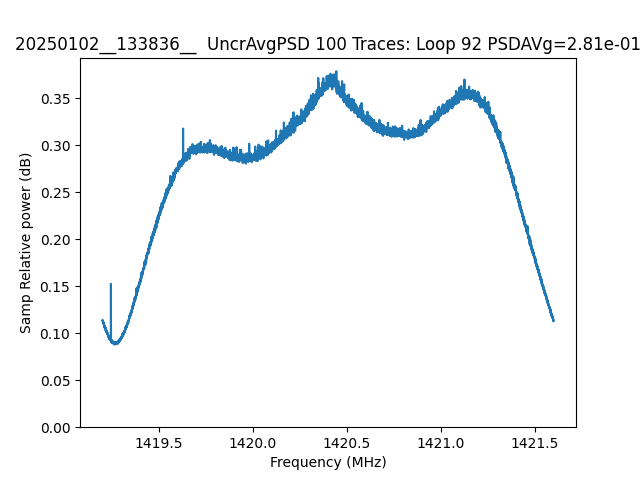 20250102__133836__ UncrAvgPSD 100 Traces: Loop 92 PSDAVg=2.81e-01
Samp Relative power (dB)
0.35
0.30
0.25
0.20
0.15
0.10
0.05
0.00
1419.5 1420.0 1420.5 1421.0 1421.5
Frequency (MHz)